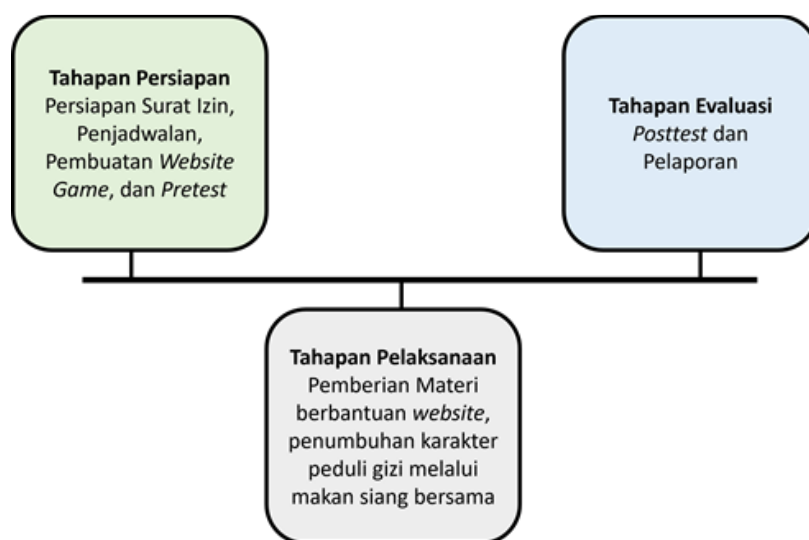 Tahapan Persiapan
Persiapan Surat Izin,
Penjadwalan,
Pembuatan Website
Game, dan Pretest
Tahapan Pelaksanaan
Pemberian Materi
berbantuan website,
penumbuhan karakter
peduli gizi melalui
makan siang bersama
Tahapan Evaluasi
Posttest dan
Pelaporan